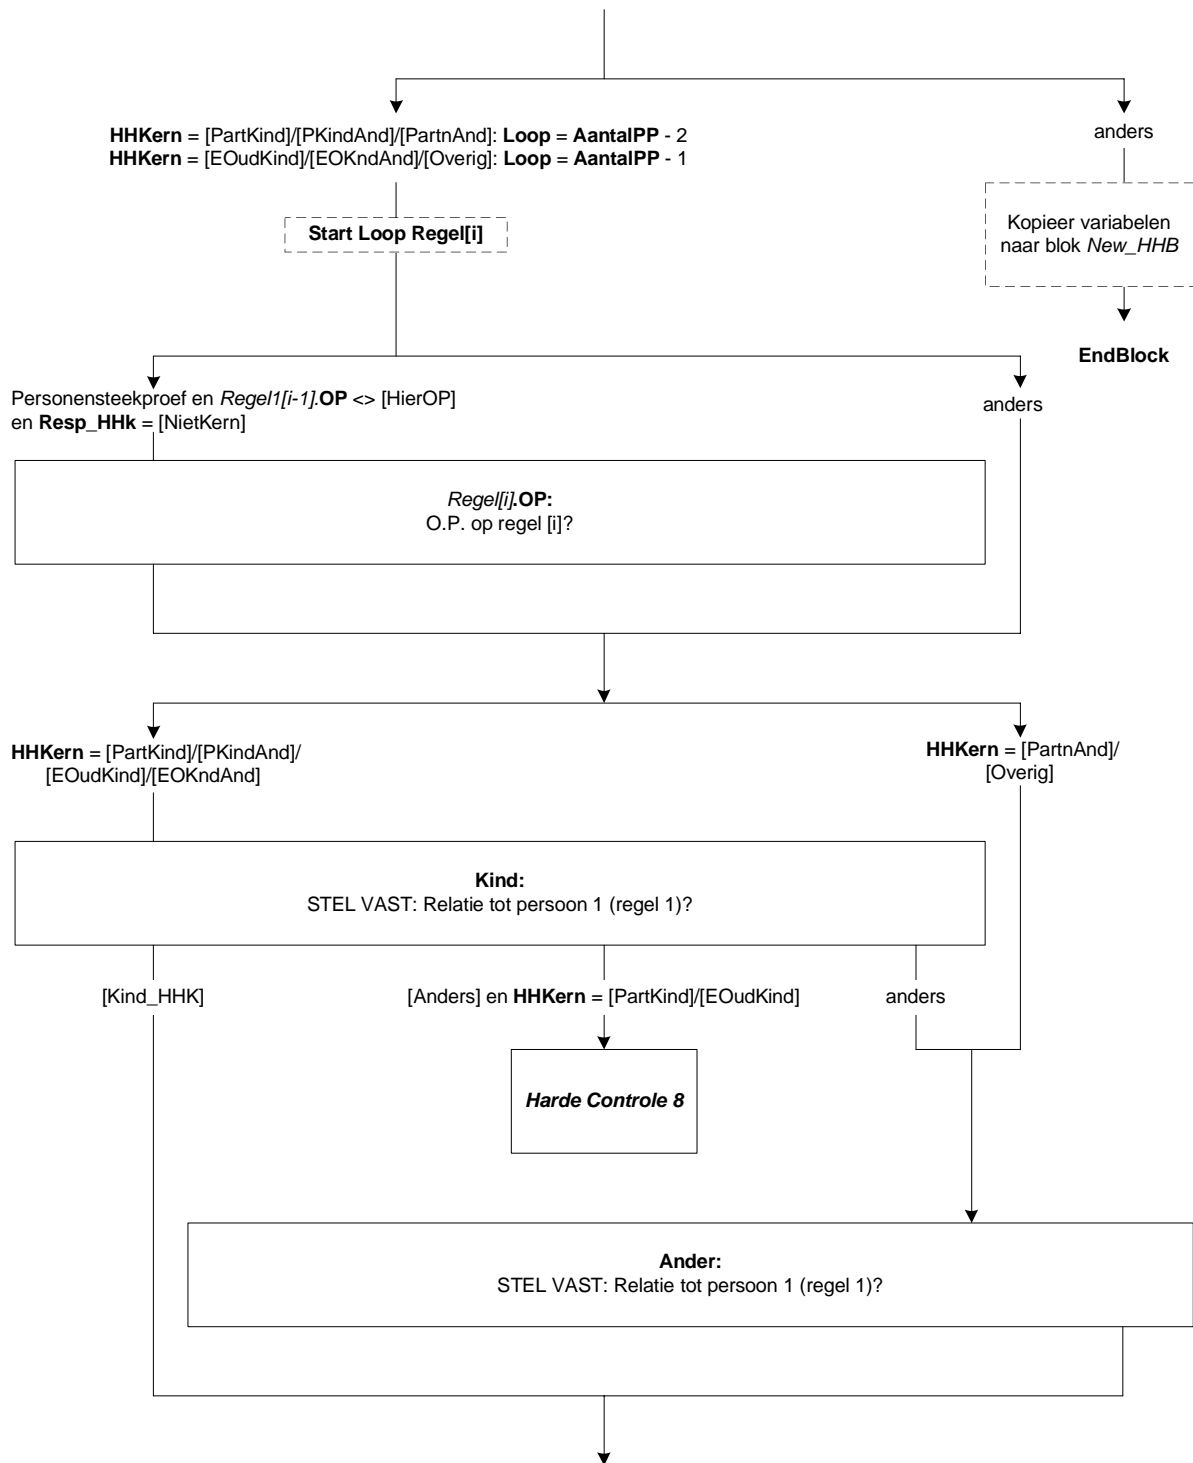 HHKern = [PartKind]/[PKindAnd]/[PartnAnd]: Loop = AantalPP - 2
HHKern = [EOudKind]/[EOKndAnd]/[Overig]: Loop = AantalPP - 1
anders
Start Loop Regel[i]
Kopieer variabelen
naar blok New_HHB
EndBlock
Personensteekproef en Regel1[i-1].OP <> [HierOP]
en Resp_HHk = [NietKern]
anders
Regel[i].OP:
O.P. op regel [i]?
HHKern = [PartKind]/[PKindAnd]/
[EOudKind]/[EOKndAnd]
HHKern = [PartnAnd]/
[Overig]
Kind:
STEL VAST: Relatie tot persoon 1 (regel 1)?
[Kind_HHK]
[Anders] en HHKern = [PartKind]/[EOudKind]
anders
Harde Controle 8
Ander:
STEL VAST: Relatie tot persoon 1 (regel 1)?